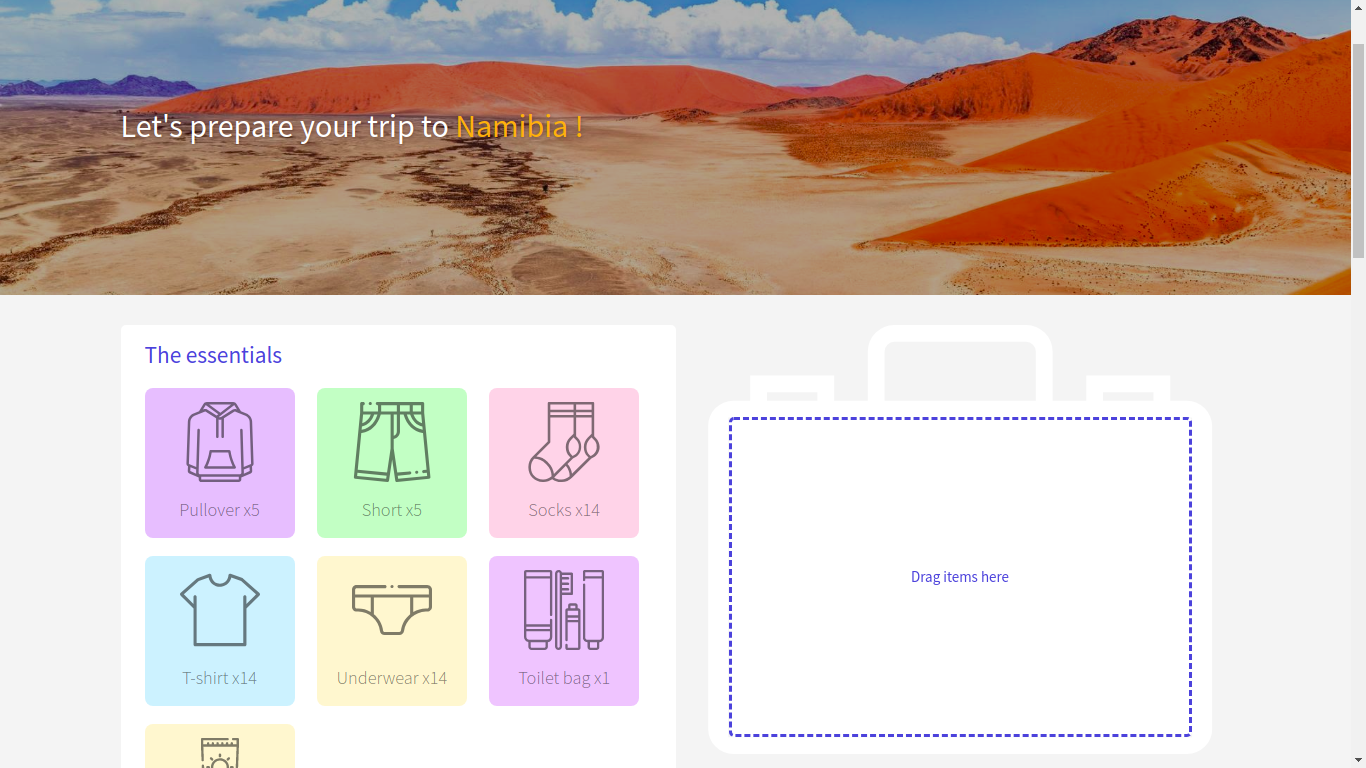 Let's prepare your trip to Namibia !
The essentials
Pullover x5
Short x5
Socks x14
T-shirt x14
Underwear x14
Toilet bag x1
Drag items here